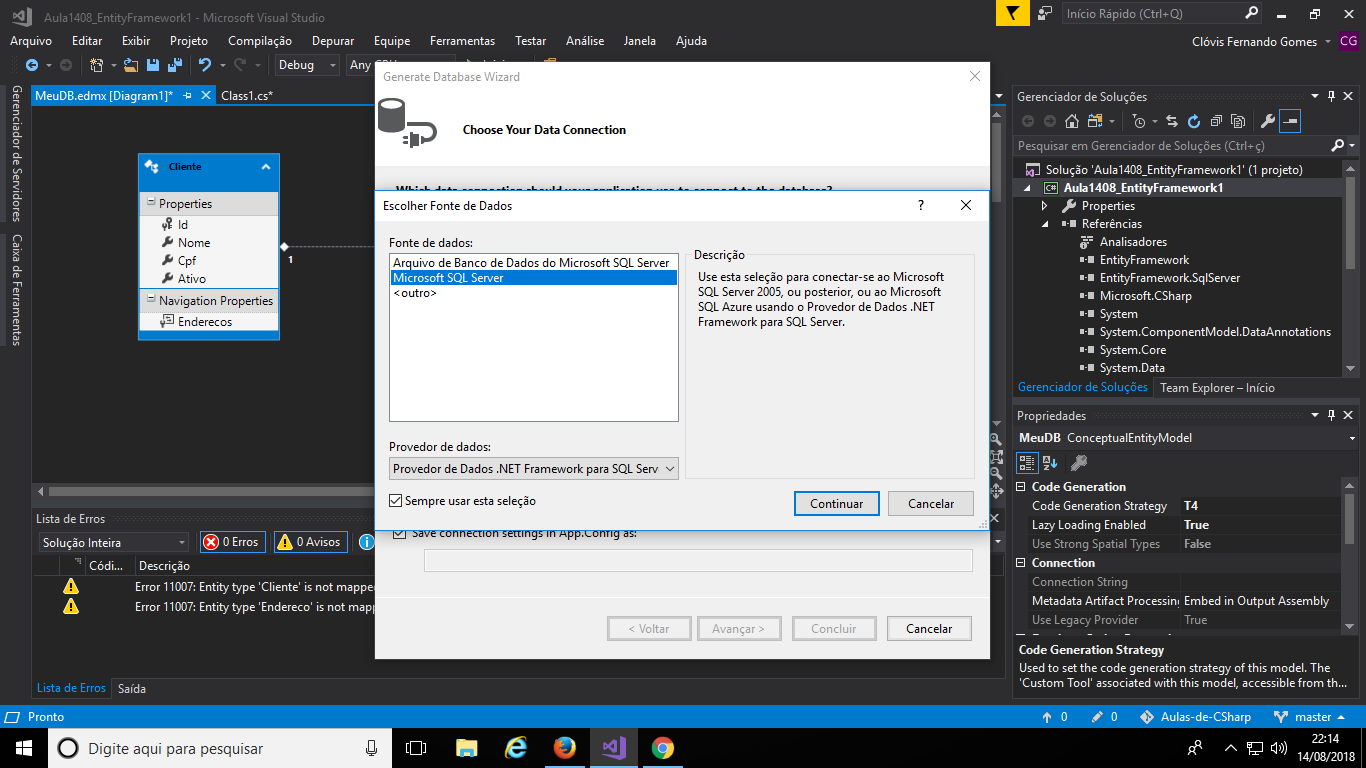 Aula1408_EntityFramework1 - Microsoft Visual Studio
Início Rápido (Ctrl+Q)
Arquivo Editar Exibir Projeto Compilação Depurar Equipe Ferramentas Testar Análise Janela Ajuda
Clóvis Fernando Gomes CG
Debug Any
MeuDB.edmx [Diagram1]* Class1.cs*
Gerenciador de Servidores
Caixa de Ferramentas
Cliente
Properties
Id
Nome
Cpf
Ativo
Navigation Properties
Enderecos
1
Generate Database Wizard
Choose Your Data Connection
Which data connection should your application use to connect to the database?
Escolher Fonte de Dados
?
Fonte de dados:
Arquivo de Banco de Dados do Microsoft SQL Server
Microsoft SQL Server
<outro>
Descrição
Use esta seleção para conectar-se ao Microsoft
SQL Server 2005, ou posterior, ou ao Microsoft
SQL Azure usando o Provedor de Dados .NET
Framework para SQL Server.
Provedor de dados:
Provedor de Dados .NET Framework para SQL Serv
Sempre usar esta seleção
Continuar Cancelar
Save connection settings in App.Config as:
< Voltar Avançar > Concluir Cancelar
Lista de Erros
Solução Inteira 0 Erros 0 Avisos
Códi... Descrição
Error 11007: Entity type 'Cliente' is not mapped
Error 11007: Entity type 'Endereco' is not mapp
Lista de Erros Saída
Gerenciador de Soluções
Pesquisar em Gerenciador de Soluções (Ctrl+ç)
Solução 'Aula1408_EntityFramework1' (1 projeto)
C# Aula1408_EntityFramework1
Properties
Referências
Analisadores
EntityFramework
EntityFramework.SqlServer
Microsoft.CSharp
System
System.ComponentModel.DataAnnotations
System.Core
System.Data
Gerenciador de Soluções Team Explorer – Início
Propriedades
MeuDB ConceptualEntityModel
Code Generation
Code Generation Strategy T4
Lazy Loading Enabled True
Use Strong Spatial Types False
Connection
Connection String
Metadata Artifact Processing Embed in Output Assembly
Use Legacy Provider True
Code Generation Strategy
Used to set the code generation strategy of this model. The
'Custom Tool' associated with this model, accessible from th...
Pronto 0 0 Aulas-de-CSharp master
Digite aqui para pesquisar
22:14
14/08/2018